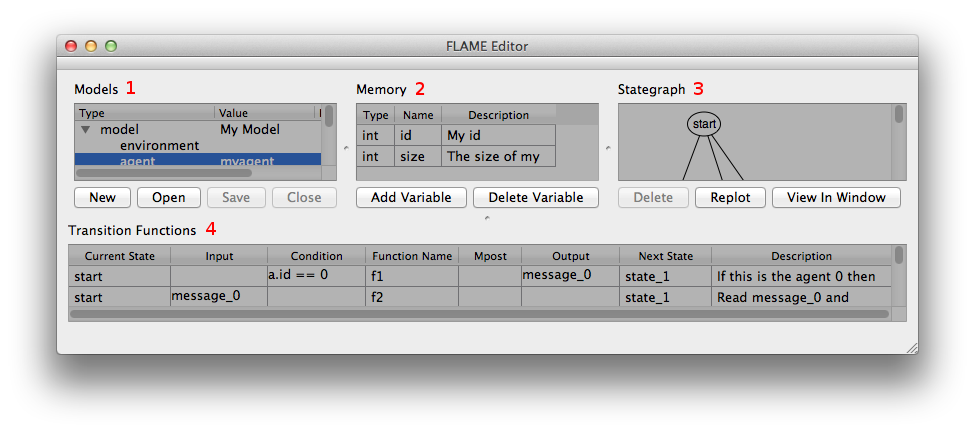 FLAME Editor
Models 1
Memory 2
Stategraph 3
Type Value
model My Model
environment
agent myagent
Type Name Description
int id My id
int size The size of my
start
New Open Save Close
Add Variable Delete Variable
Delete Replot View In Window
Transition Functions 4
Current State Input Condition Function Name Mpost Output Next State Description
start a.id == 0 f1 message_0 state_1 If this is the agent 0 then
start message_0 f2 state_1 Read message_0 and